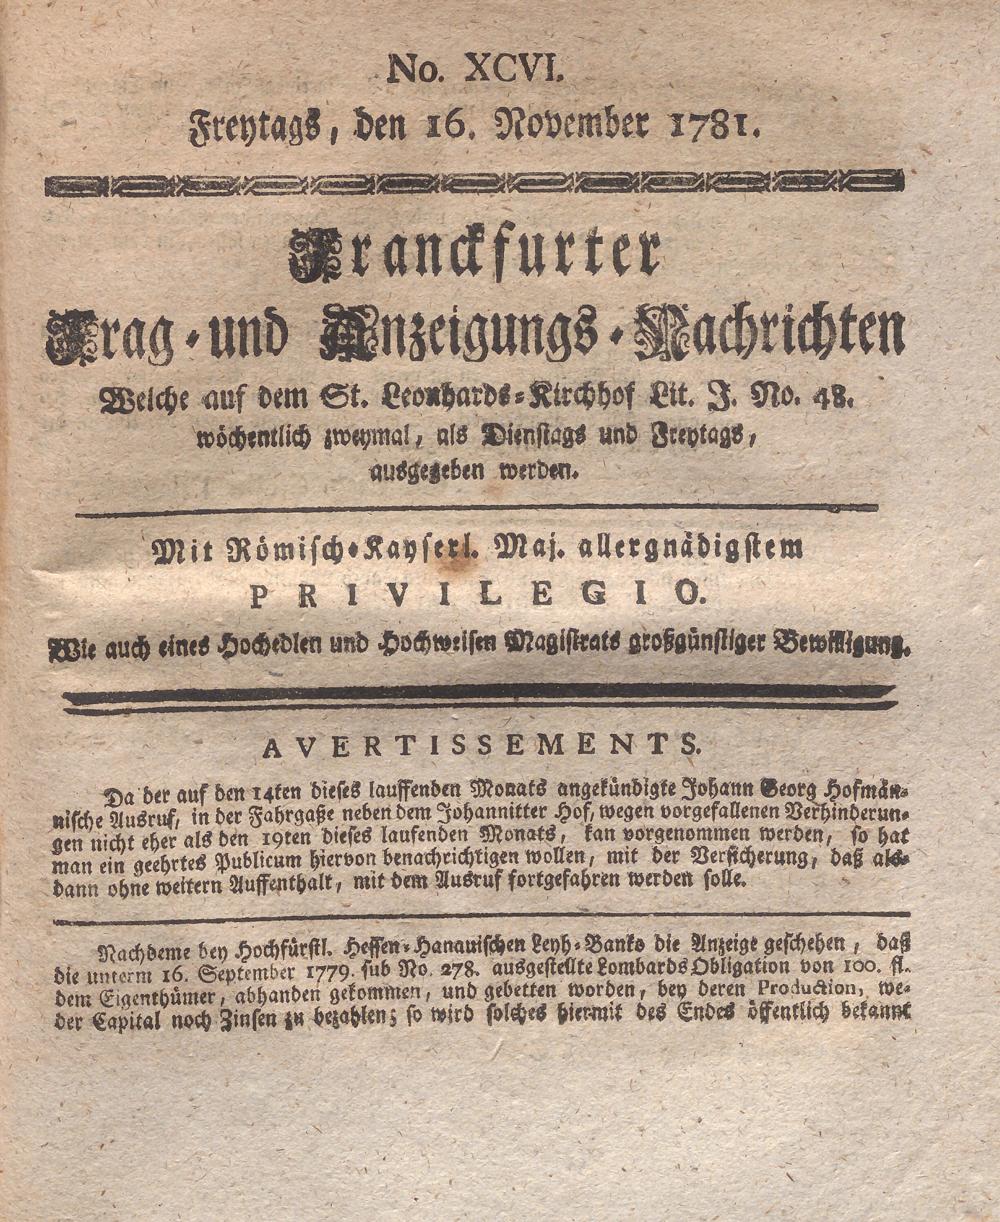 No. XCVI.
Freytags, den 16. November 1781.
Franckfurter
Frag-und Anzeigungs-Nachrichten
Welche auf dem St. Leonhards-Kirchhof Lit. J. No. 48.
wöchentlich zweymal, als Dienstags und Freytags,
ausgegeben werden.
Mit Römisch-Kayserl. Maj. allergnädigstem
PRIVILEGIO.
Wie auch eines Hochedlen und Hochweisen Magistrats großgünstiger Bewilligung.
AVERTISSEMENTS.
Da der auf den 14ten dieses lauffenden Monats angekündigte Johann Georg Hofmän-
nische Ausruf, in der Fahrgaße neben dem Johannitter Hof, wegen vorgefallenen Verhinderun-
gen nicht eher als den 19ten dieses laufenden Monats, kan vorgenommen werden, so hat
man ein geehrtes Publicum hiervon benachrichtigen wollen, mit der Versicherung, daß als-
dann ohne weitern Auffenthalt, mit dem Ausruf fortgefahren werden solle.
Nachdeme bey Hochfürstl. Hessen-Hanauischen Leyh-Banko die Anzeige geschehen, daß
die unterm 16. September 1779. sub No. 278. ausgestellte Lombards Obligation von 100. fl.
dem Eigenthümer, abhanden gekommen, und gebetten worden, bey deren Production, we-
der Capital noch Zinsen zu bezahlen; so wird solches hiermit des Endes öffentlich bekannt